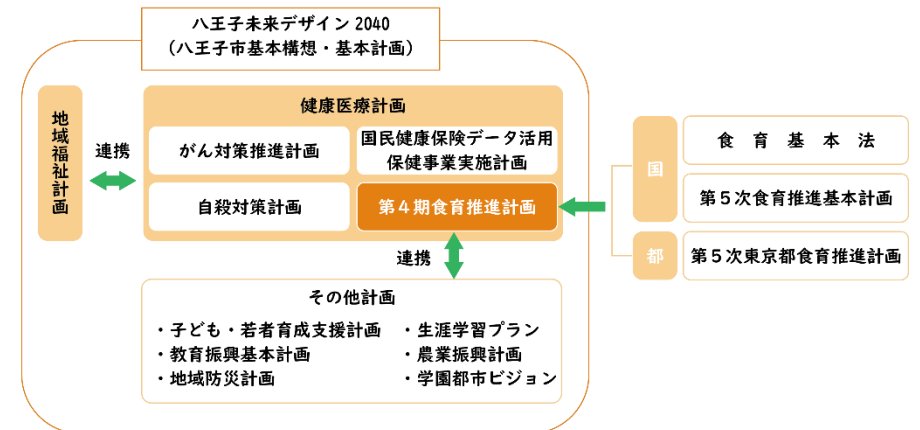 八王子未来デザイン2040
(八王子市基本構想・基本計画)
地域福祉計画
連携
健康医療計画
がん対策推進計画
国民健康保険データ活用
保健事業実施計画
自殺対策計画
第4期食育推進計画
連携
その他計画
・子ども・若者育成支援計画
・教育振興基本計画
・地域防災計画
・生涯学習プラン
・農業振興計画
・学園都市ビジョン
国
食育基本法
第5次食育推進基本計画
都
第5次東京都食育推進計画